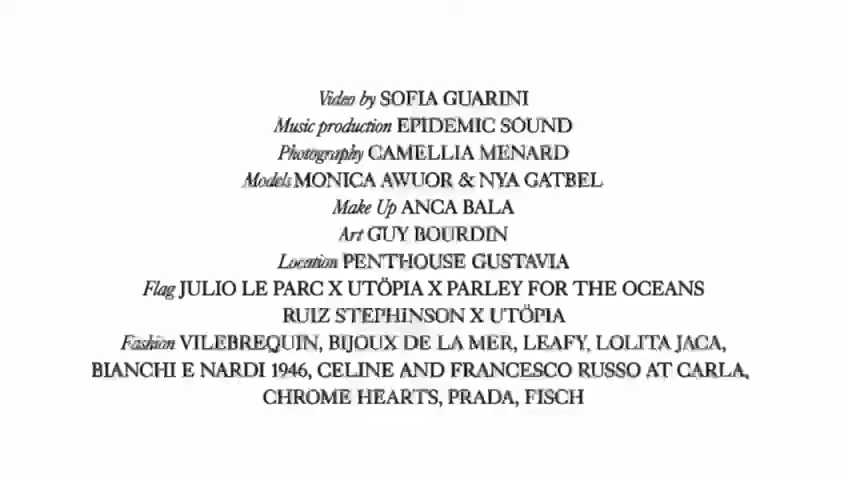 Video by SOFIA GUARINI
Music production EPIDEMIC SOUND
Photography CAMELLIA MENARD
Models MONICA AWUOR & NYA GATBEL
Make Up ANCA BALA
Art GUY BOURDIN
Location PENTHOUSE GUSTAVIA
Flag JULIO LE PARC X UTÖPIA X PARLEY FOR THE OCEANS
RUIZ STEPHINSON X UTÖPIA
Fashion VILEBREQUIN, BIJOUX DE LA MER, LEAFY, LOLITA JACA,
BIANCHI E NARDI 1946, CELINE AND FRANCESCO RUSSO AT CARLA,
CHROME HEARTS, PRADA, FISCH